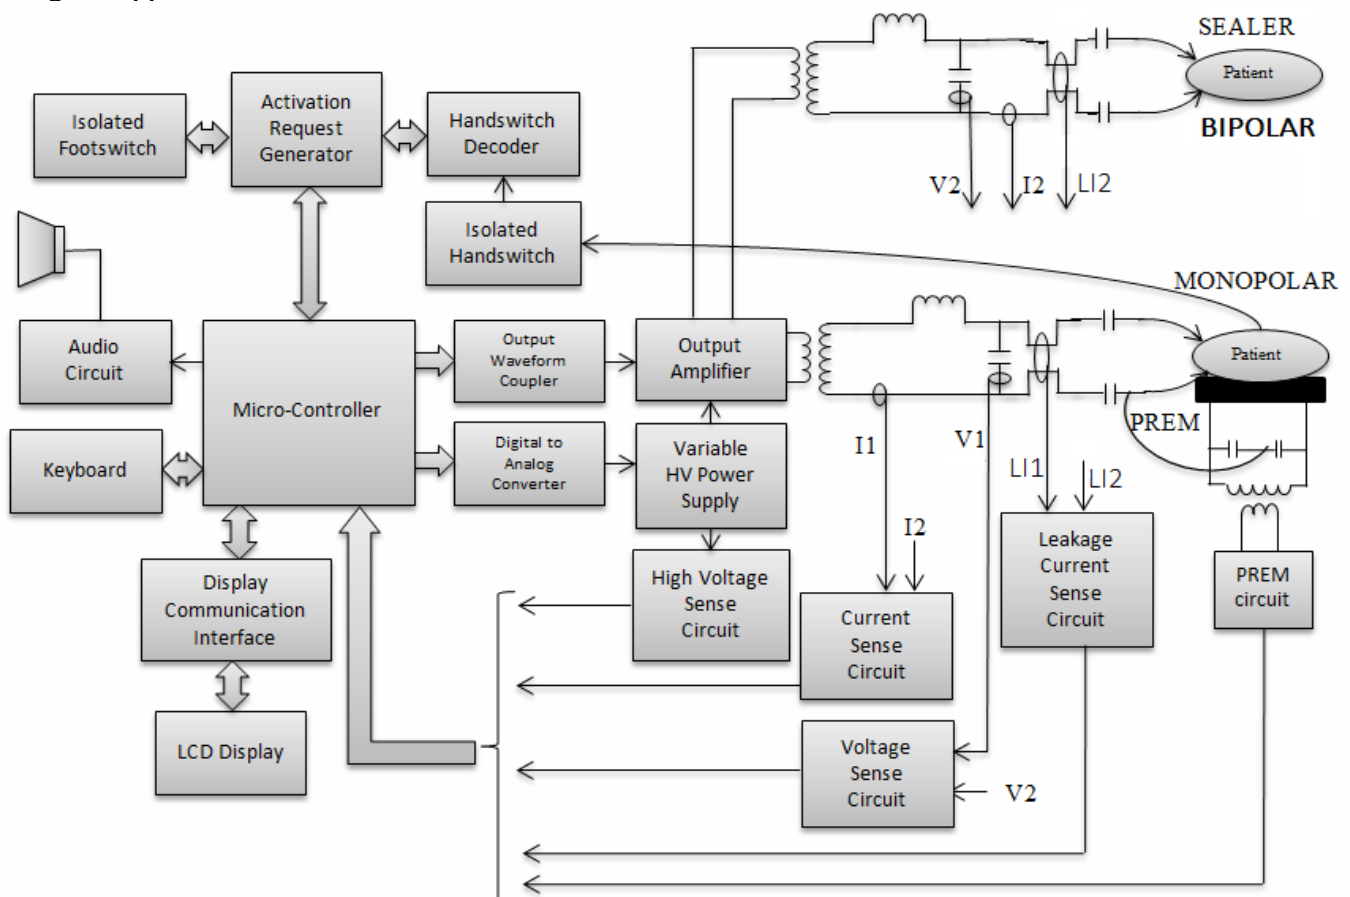 SEALER
Patient
BIPOLAR
V2
I2
LI2
Isolated
Footswitch
Activation
Request
Generator
Handswitch
Decoder
Isolated
Handswitch
MONOPOLAR
Patient
PREM
Audio
Circuit
Micro-Controller
Output
Waveform
Coupler
Output
Amplifier
I1
V1
LI1
LI2
Keyboard
Digital to
Analog
Converter
Variable
HV Power
Supply
I2
Display
Communication
Interface
High Voltage
Sense
Circuit
Current
Sense
Circuit
Leakage
Current
Sense
Circuit
PREM
circuit
LCD Display
Voltage
Sense
Circuit
V2